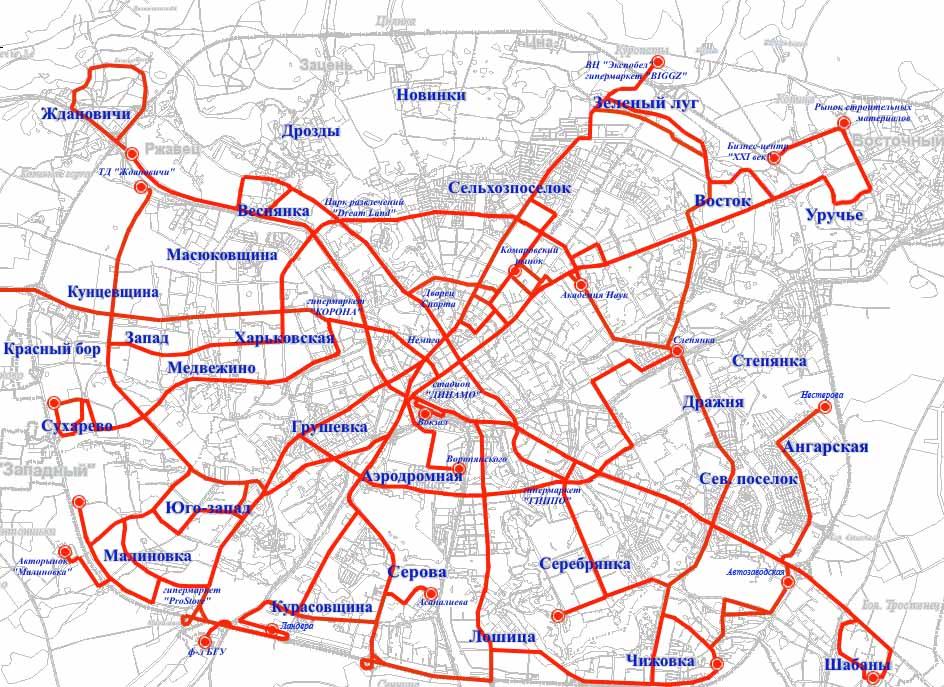 Цнянка
Цна
Зацень
Куропаты
ВЦ "Экспобел"
гипермаркет "BIGGZ"
Новинки
Зеленый луг
Ждановичи
Рынок строительных
материалов
Дрозды
Ржавец
Бизнес-центр
"XXI век"
Восточный
ТД "Ждановичи"
Сельхозпоселок
Веснянка
Парк развлечений
"Dream Land"
Восток
Уручье
Масюковщина
Комаровский
рынок
Кунцевщина
гипермаркет
"КОРОНА"
Дворец
Спорта
Академия Наук
Запад
Харьковская
Немига
Слепянка
Красный бор
Медвежино
Степянка
стадион
"ДИНАМО"
Дражня
Нестерова
Сухарево
Грушевка
Вокзал
Ангарская
"Западный"
Аэродромная
Воронянского
Сев. поселок
гипермаркет
"ГИППО"
Юго-запад
Малиновка
Авторынок
"Малиновка"
Серова
Серебрянка
Автозаводская
гипермаркет
"ProStore"
Курасовщина
Асаналиева
Бол. Тростенец
Ландера
ф-л БГУ
Лошица
Чижовка
Шабаны